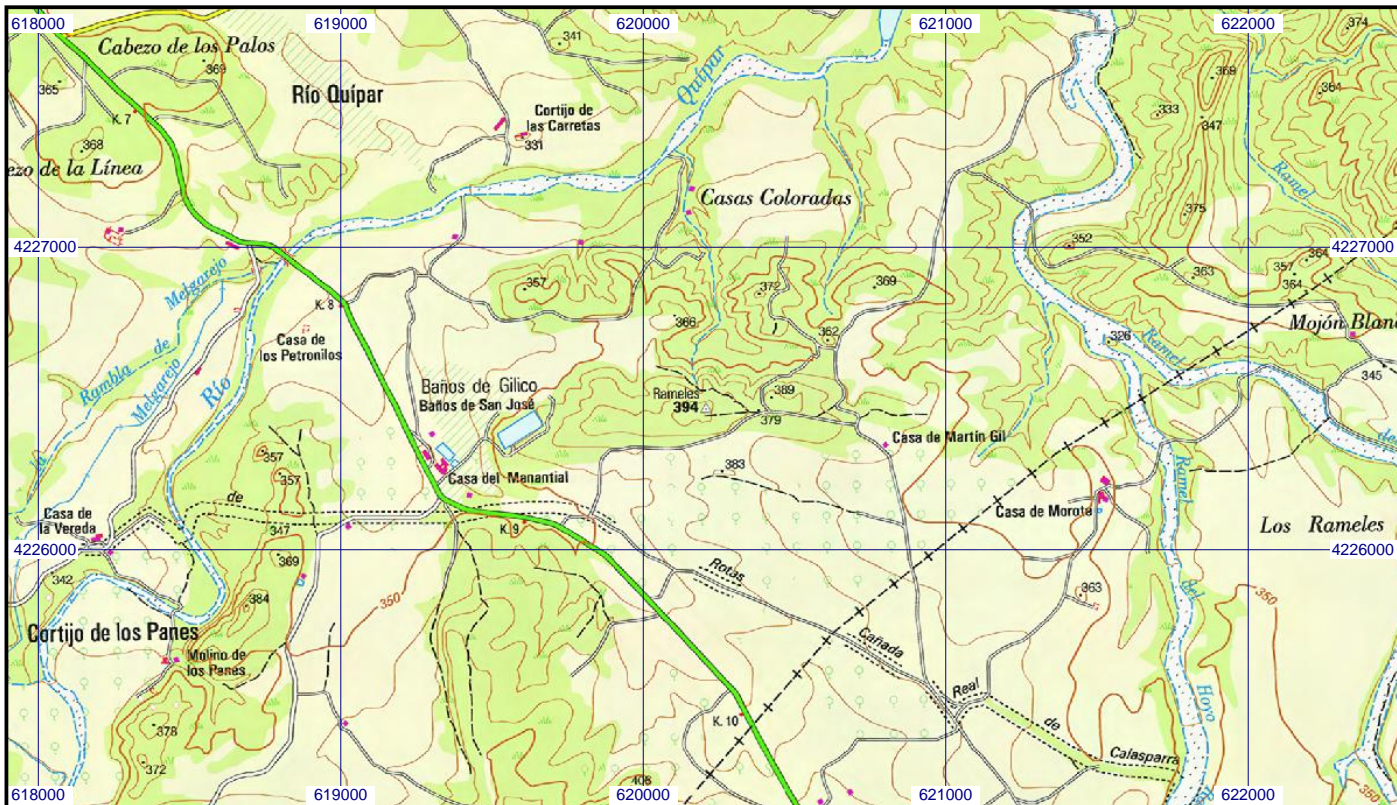 618000
619000
620000
621000
622000
Cabezo de los Palos
369
341
374
369
365
Río Quípar
Quípar
364
K. 7
Cortijo de
las Carretas
333
347
331
368
ezo de la Línea
Ramel
Casas Coloradas
375
4227000
352
4227000
364
357
363
364
Melgarejo
Rambla de
357
372
369
K. 8
366
362
Casa de
los Petronilos
326
Ramel
Mojón Blan
Melgarejo
Río
345
Baños de Gilico
Baños de San José
Rameles
394
389
379
Casa de Martín Gil
357
357
383
Casa del Manantial
Ramel
de
Casa de
la Vereda
347
K. 9
Casa de Morota
Los Rameles
4226000
4226000
369
342
Rotas
384
350
363
del
350
Cortijo de los Panes
Cañada
Molino de
los Panes
Real
Hoyo
K. 10
de
378
Calasparra
372
408
350
618000
619000
620000
621000
622000